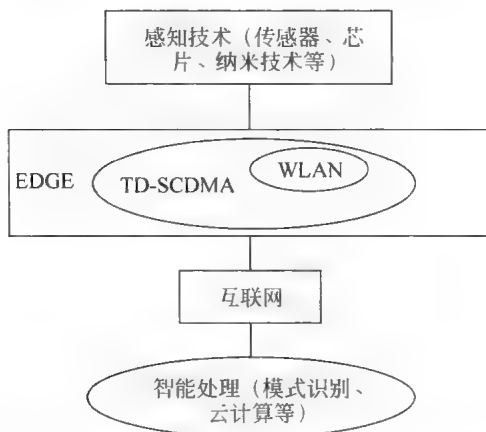 感知技术（传感器、芯
片、纳米技术等）
WLAN
EDGE TD-SCDMA
互联网
智能处理（模式识别、
云计算等）